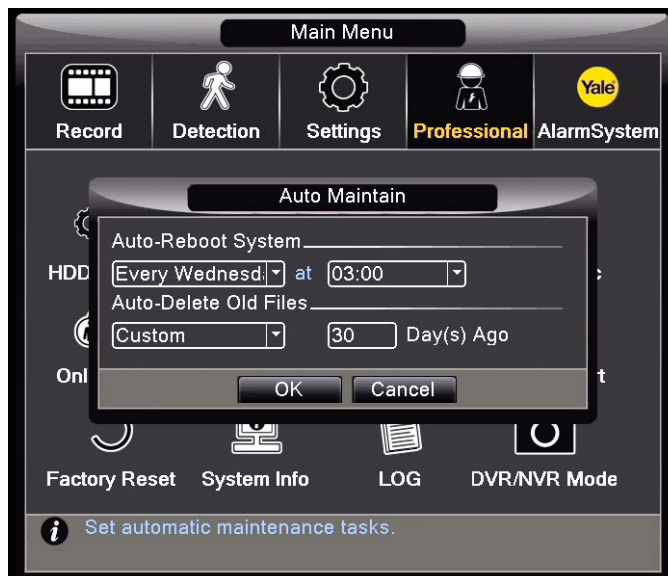 Main Menu
Record Detection Settings Professional AlarmSystem
Yale
Auto Maintain
Auto-Reboot System
HDD
Every Wednesd at 03:00
Auto-Delete Old Files
Custom 30 Day(s) Ago
Onl
OK Cancel
Factory Reset System Info LOG DVR/NVR Mode
Set automatic maintenance tasks.